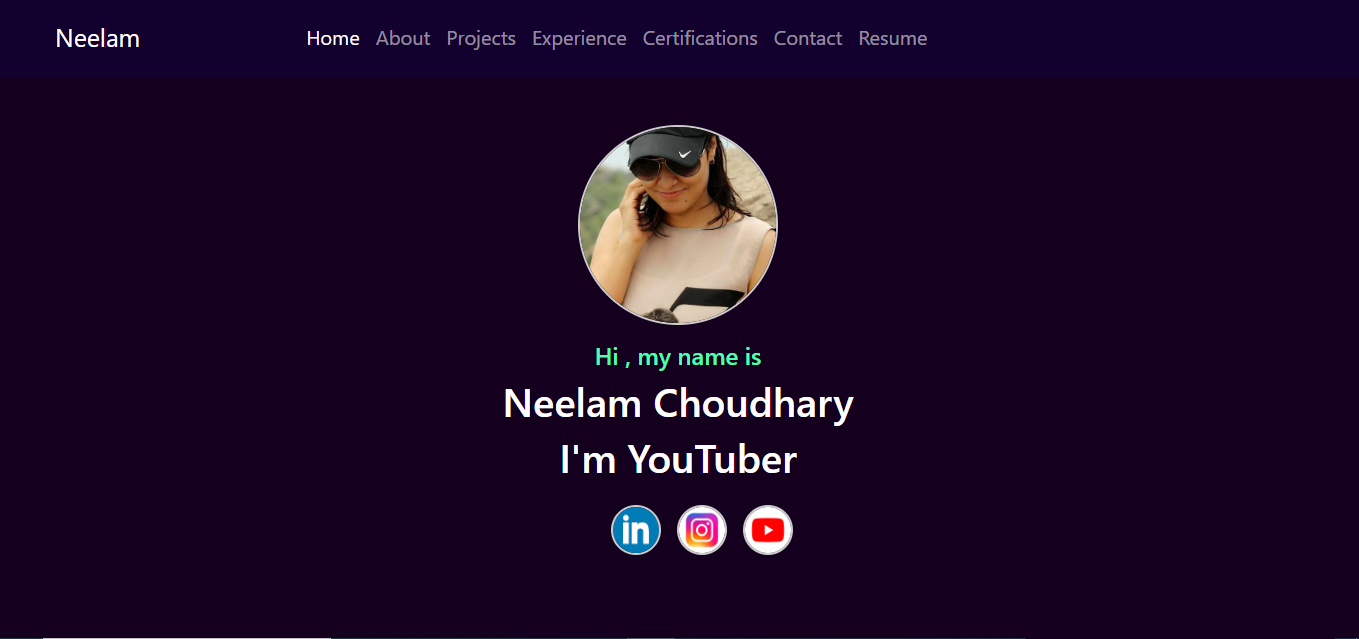 Neelam
Home About Projects Experience Certifications Contact Resume
Hi , my name is
Neelam Choudhary
I'm YouTuber
in